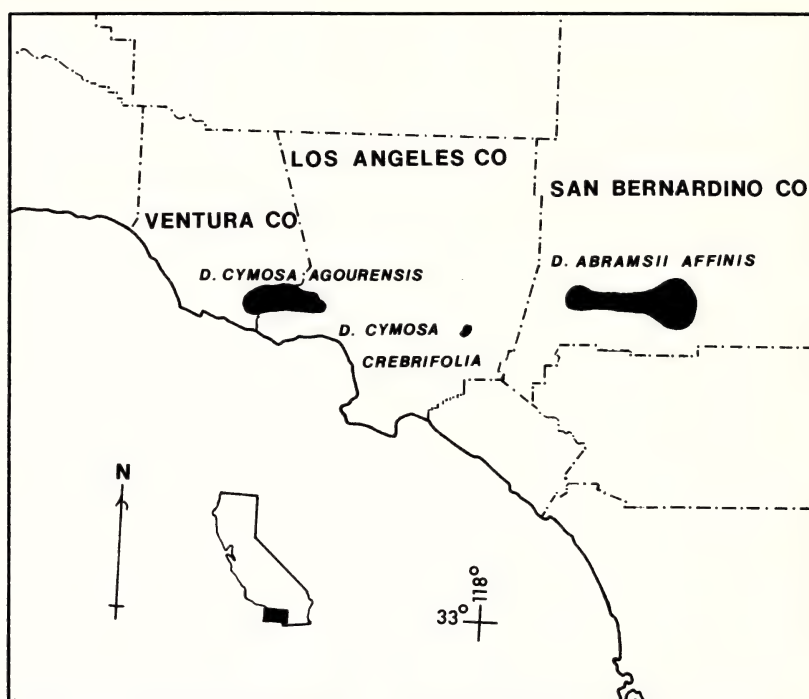 LOS ANGELES CO
SAN BERNARDINO CO
VENTURA CO
D. ABRAMSII AFFINIS
D. CYMOSA AGOURENSIS
D. CYMOSA
CREBRIFOLIA
N
118°
33°